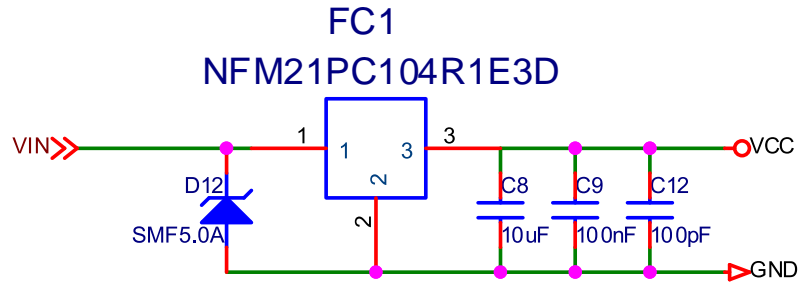 FC1
NFM21PC104R1E3D
VIN
1
1
3
3
VCC
2
2
D12
SMF5.0A
C8
10uF
C9
100nF
C12
100pF
GND